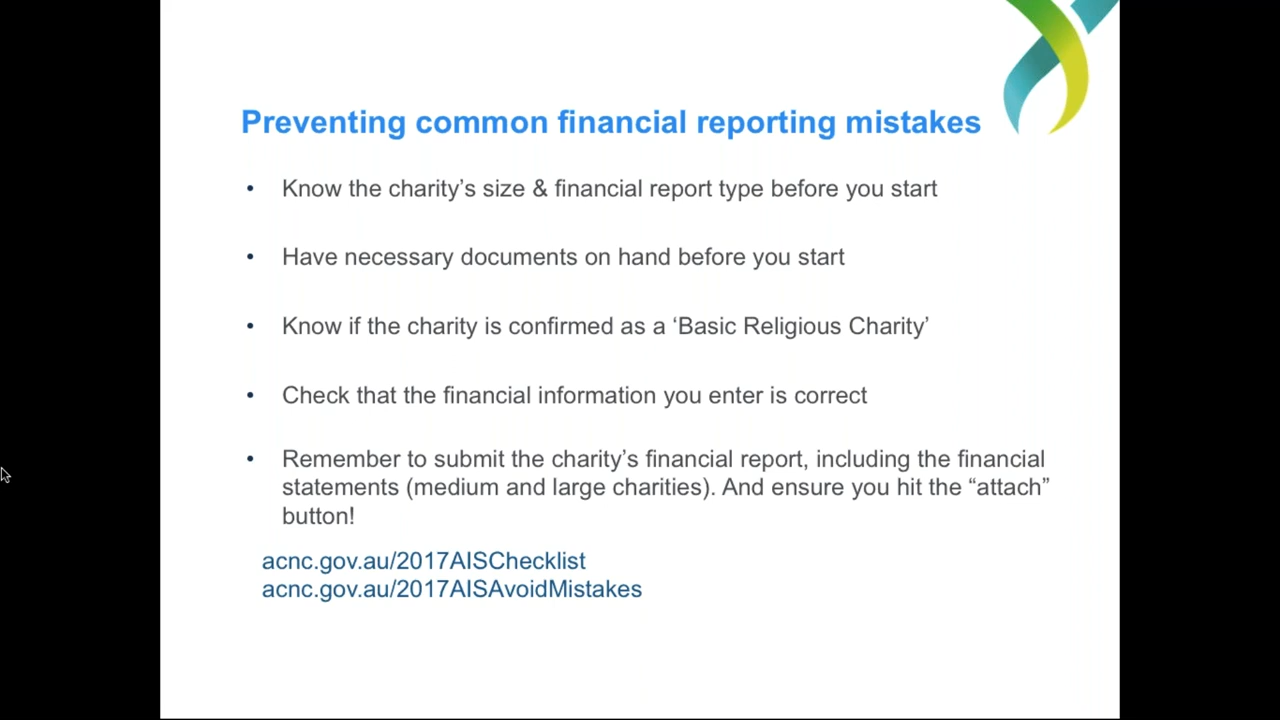 Preventing common financial reporting mistakes
• Know the charity’s size & financial report type before you start
• Have necessary documents on hand before you start
• Know if the charity is confirmed as a ‘Basic Religious Charity’
• Check that the financial information you enter is correct
• Remember to submit the charity’s financial report, including the financial
statements (medium and large charities). And ensure you hit the “attach”
button!
acnc.gov.au/2017AISChecklist
acnc.gov.au/2017AISAvoidMistakes